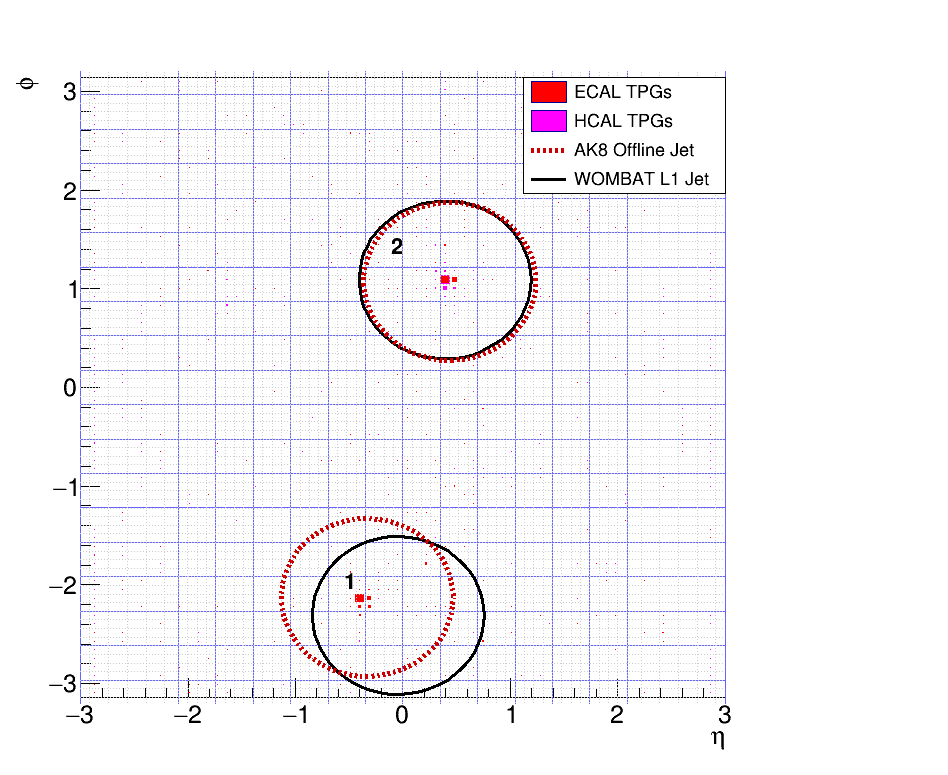 φ
3
2
1
0
−1
−2
−3
ECAL TPGs
HCAL TPGs
AK8 Offline Jet
WOMBAT L1 Jet
2
1
−3 −2 −1 0 1 2 3
η